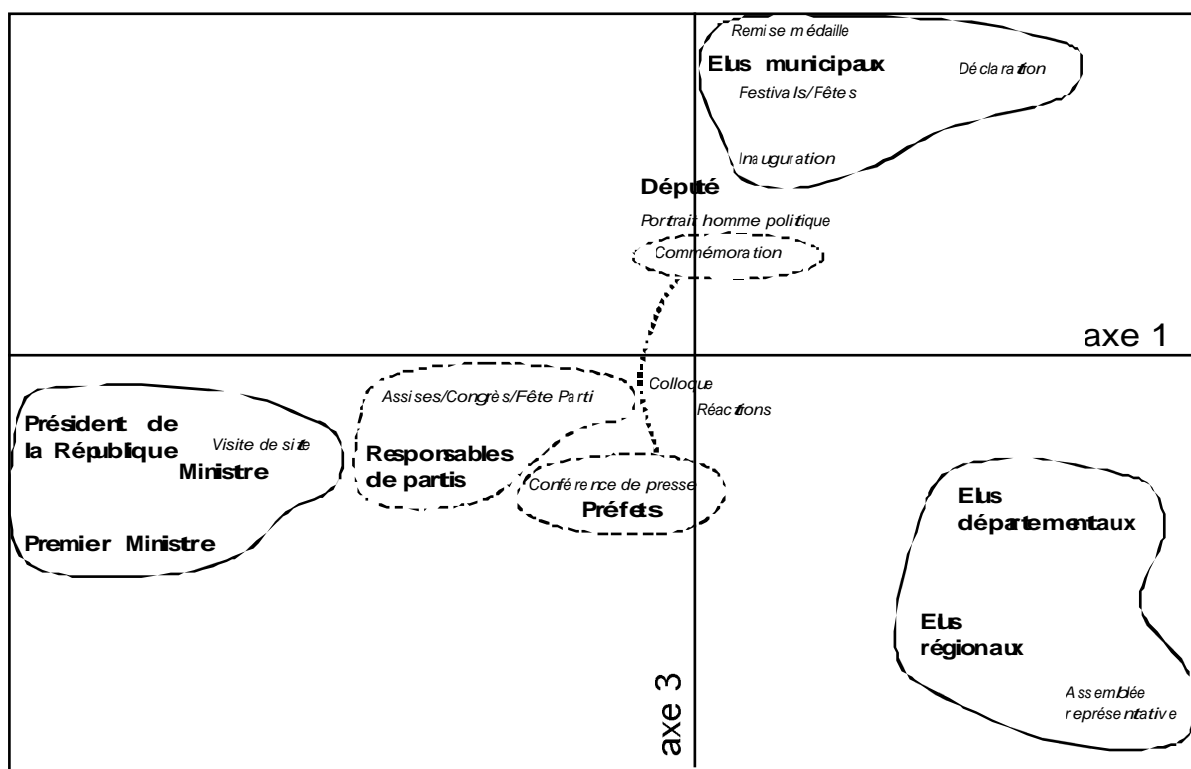 Remise médaille
Elus municipaux
Déclaration
Festivals/Fêtes
Inauguration
Député
Portrait homme politique
Commémoration
axe 1
Colloque
Assises/Congrès/Fête Parti
Réactions
Président de
la République
Visite de site
Ministre
Responsables
de partis
Conférence de presse
Préfets
Premier Ministre
Elus
départementaux
Elus
régionaux
Assemblée
représentative
axe 3